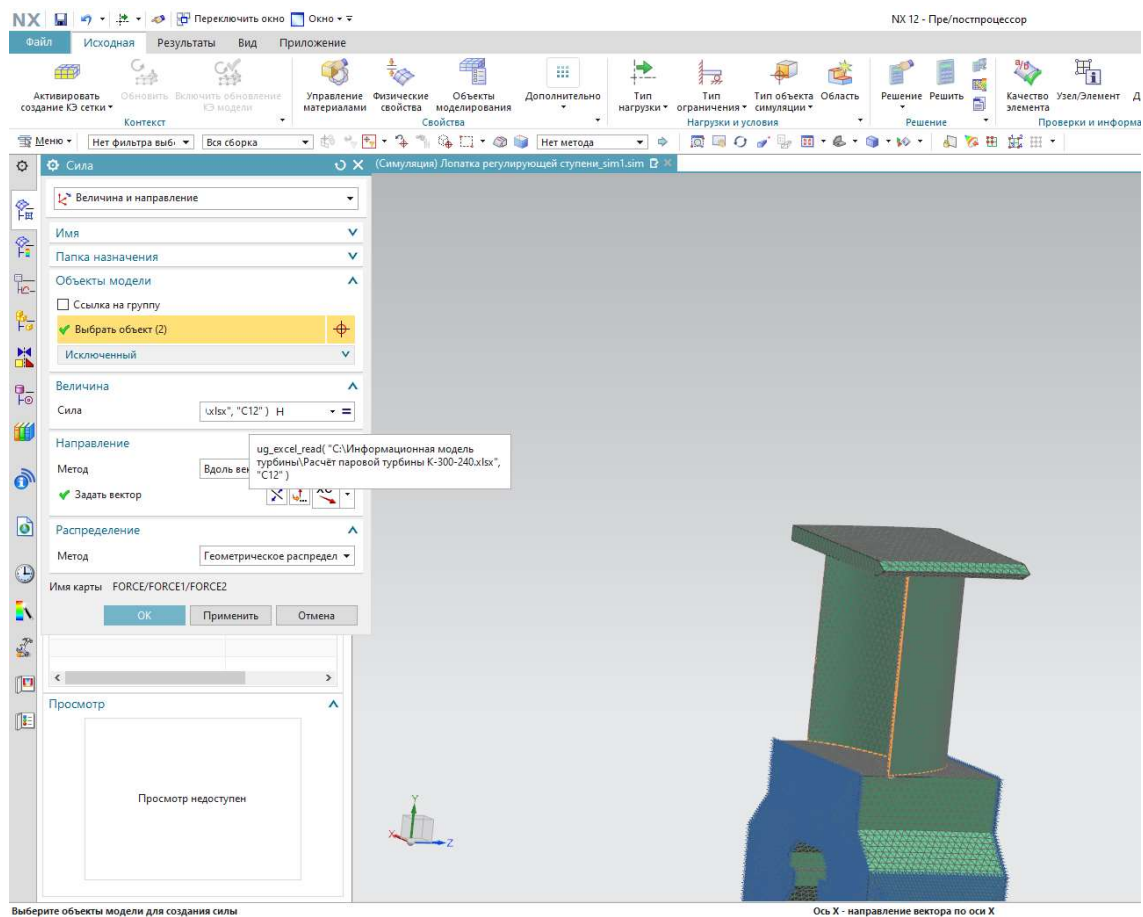 NX Переключить окно Окно NX 12 - Пре/постпроцессор
Файл Исходная Результаты Вид Приложение
Активировать создание КЭ сетки
Обновить
Включить обновление КЭ модели
Контекст
Управление материалами
Физические свойства
Объекты моделирования
Дополнительно
Свойства
Тип нагрузки
Тип ограничения
Тип объекта симуляции
Область
Нагрузки и условия
Решение
Решить
Решение
Качество элемента
Узел/Элемент
Д
Проверки и информа
Меню Нет фильтра выбо Вся сборка Нет метода
Сила
(Симуляция) Лопатка регулирующей ступени_sim1.sim
Величина и направление
Имя
Папка назначения
Объекты модели
Ссылка на группу
Выбрать объект (2)
Исключенный
Величина
Сила .xlsx", "C12" ) Н
Направление
ug_excel_read( "C:\Информационная модель
турбины\Расчёт паровой турбины К-300-240.xlsx",
"C12" )
Метод Вдоль век
Задать вектор XC
Распределение
Метод Геометрическое распредел
Имя карты FORCE/FORCE1/FORCE2
OK Применить Отмена
Просмотр
Просмотр недоступен
Y
X
Z
Выберите объекты модели для создания силы Ось X - направление вектора по оси X